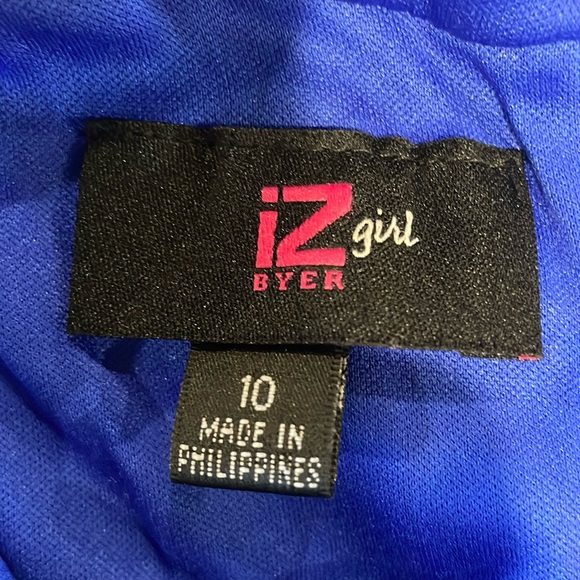 iZ girl
BYER
10
MADE IN
PHILIPPINES